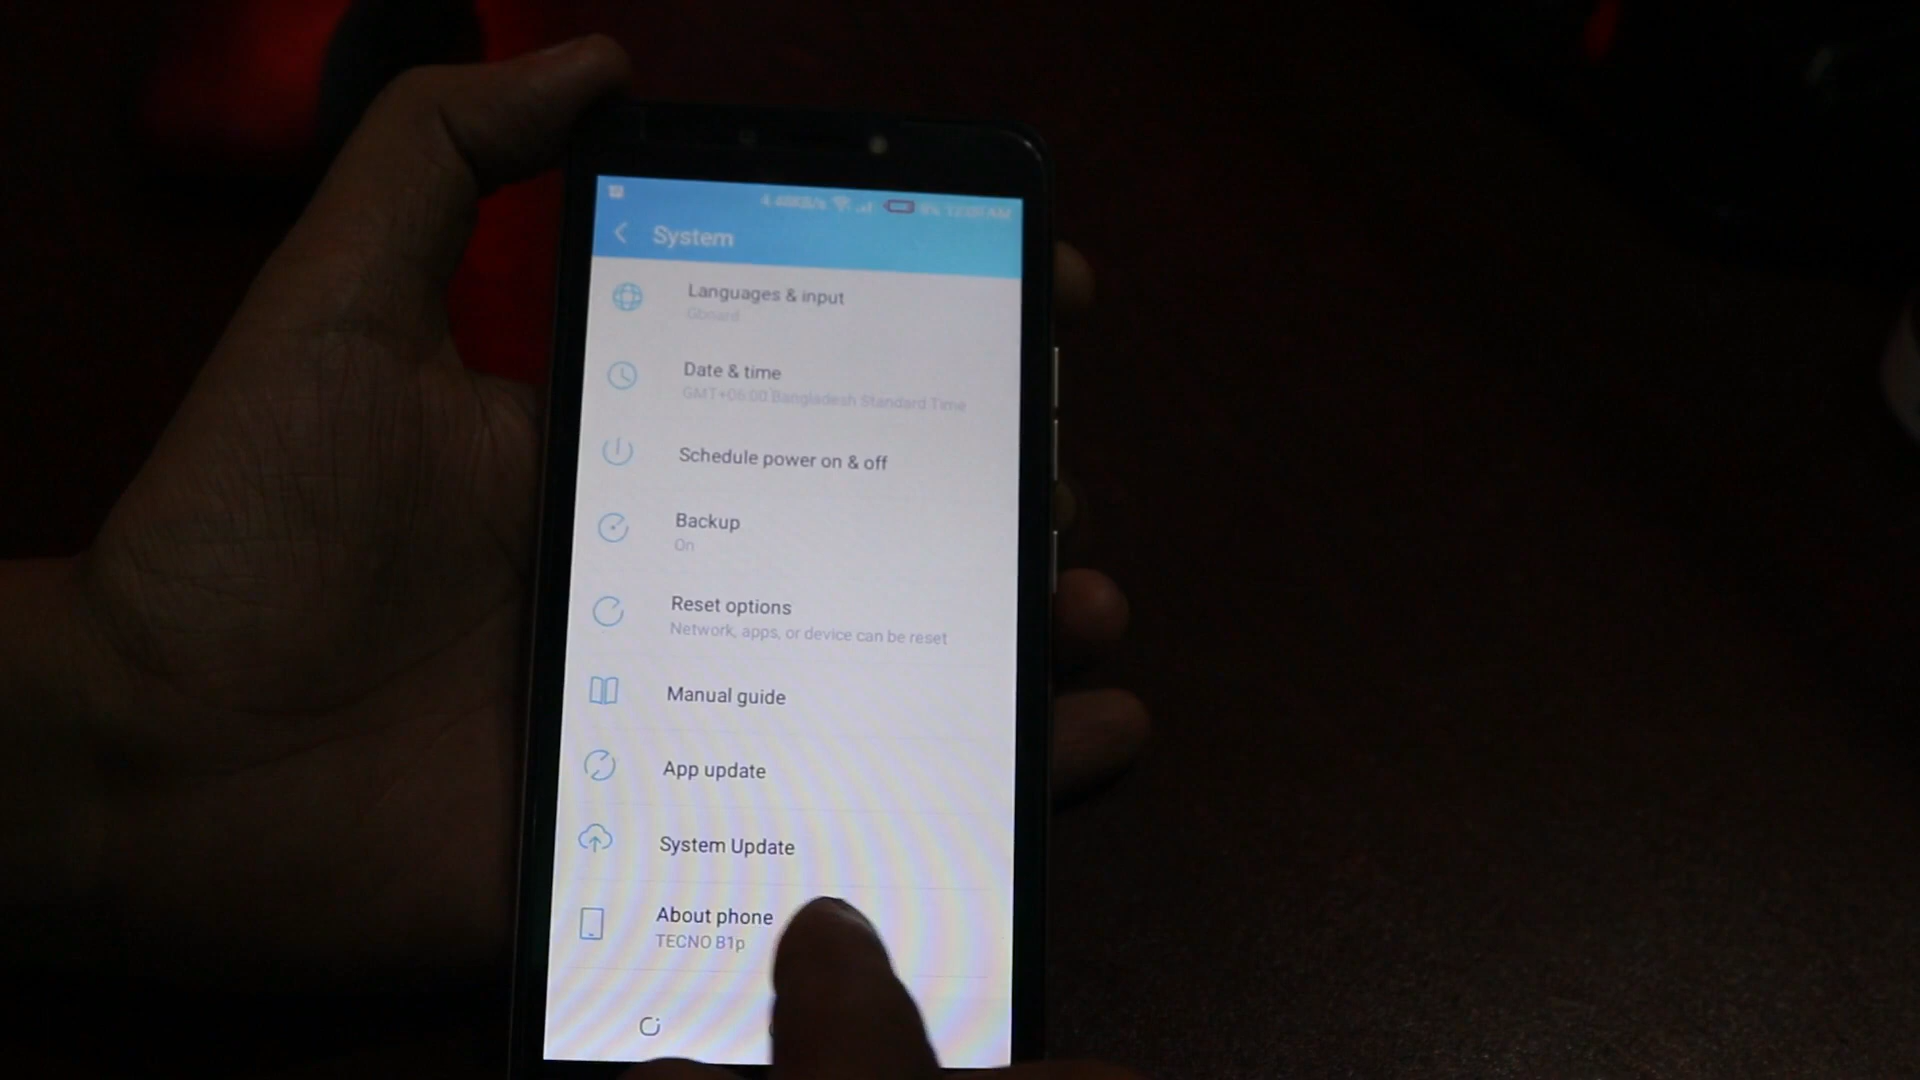 System
Languages & input
Gboard
Date & time
GMT+06:00 Bangladesh Standard Time
Schedule power on & off
Backup
On
Reset options
Network, apps, or device can be reset
Manual guide
App update
System Update
About phone
TECNO B1p